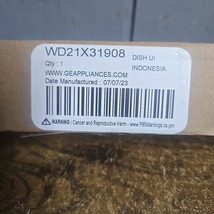 WD21X31908
DISH UI
Qty : 1
INDONESIA
WWW.GEAPPLIANCES.COM
Date Manufactured : 07/07/23
WARNING: Cancer and Reproductive Harm - www.P65Warnings.ca.gov